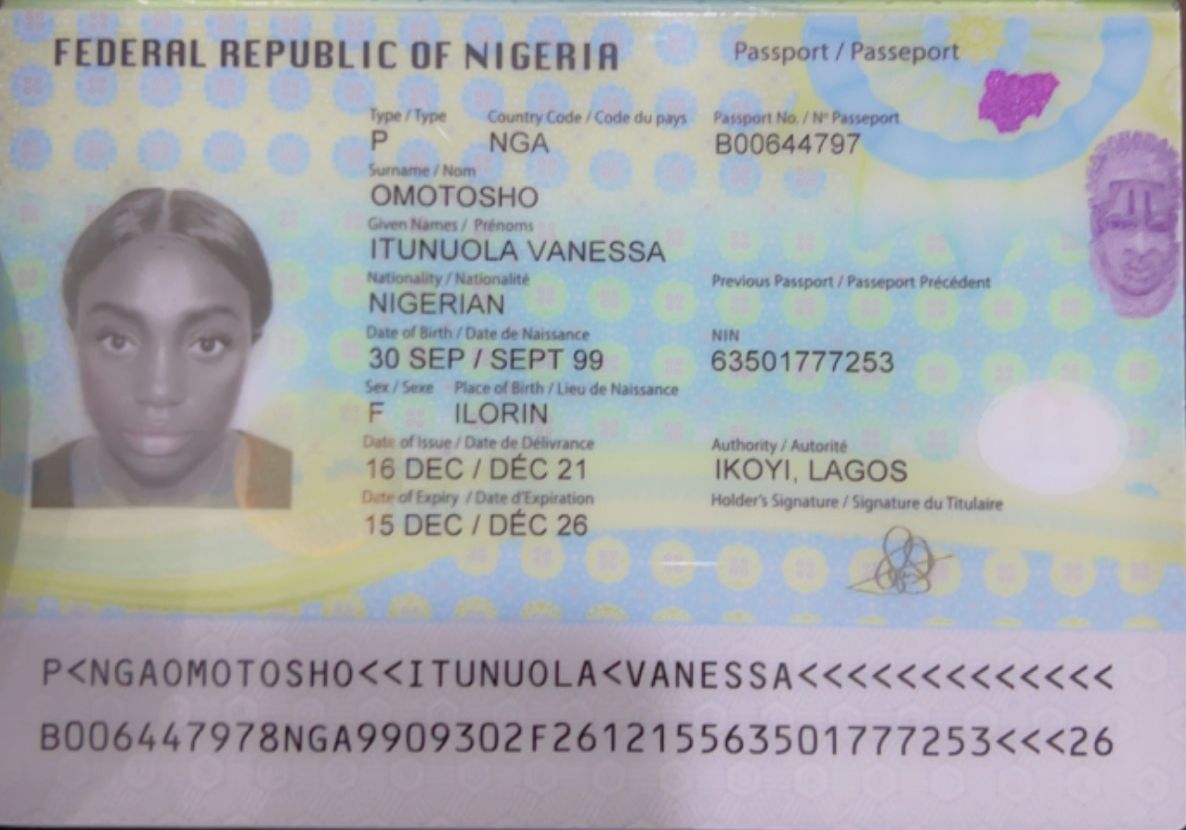 FEDERAL REPUBLIC OF NIGERIA Passport / Passeport
Type / Type Country Code / Code du pays Passport No. / Nº Passeport
P NGA B00644797
Surname / Nom
OMOTOSHO
Given Names / Prénoms
ITUNUOLA VANESSA
Nationality / Nationalité Previous Passport / Passeport Précédent
NIGERIAN
Date of Birth / Date de Naissance NIN
30 SEP / SEPT 99 63501777253
Sex / Sexe Place of Birth / Lieu de Naissance
F ILORIN
Date of Issue / Date de Délivrance Authority / Autorité
16 DEC / DÉC 21 IKOYI, LAGOS
Date of Expiry / Date d'Expiration Holder's Signature / Signature du Titulaire
15 DEC / DÉC 26
P<NGAOMOTOSHO<<ITUNUOLA<VANESSA<<<<<<<<<<<<<
B006447978NGA9909302F261215563501777253<<<26